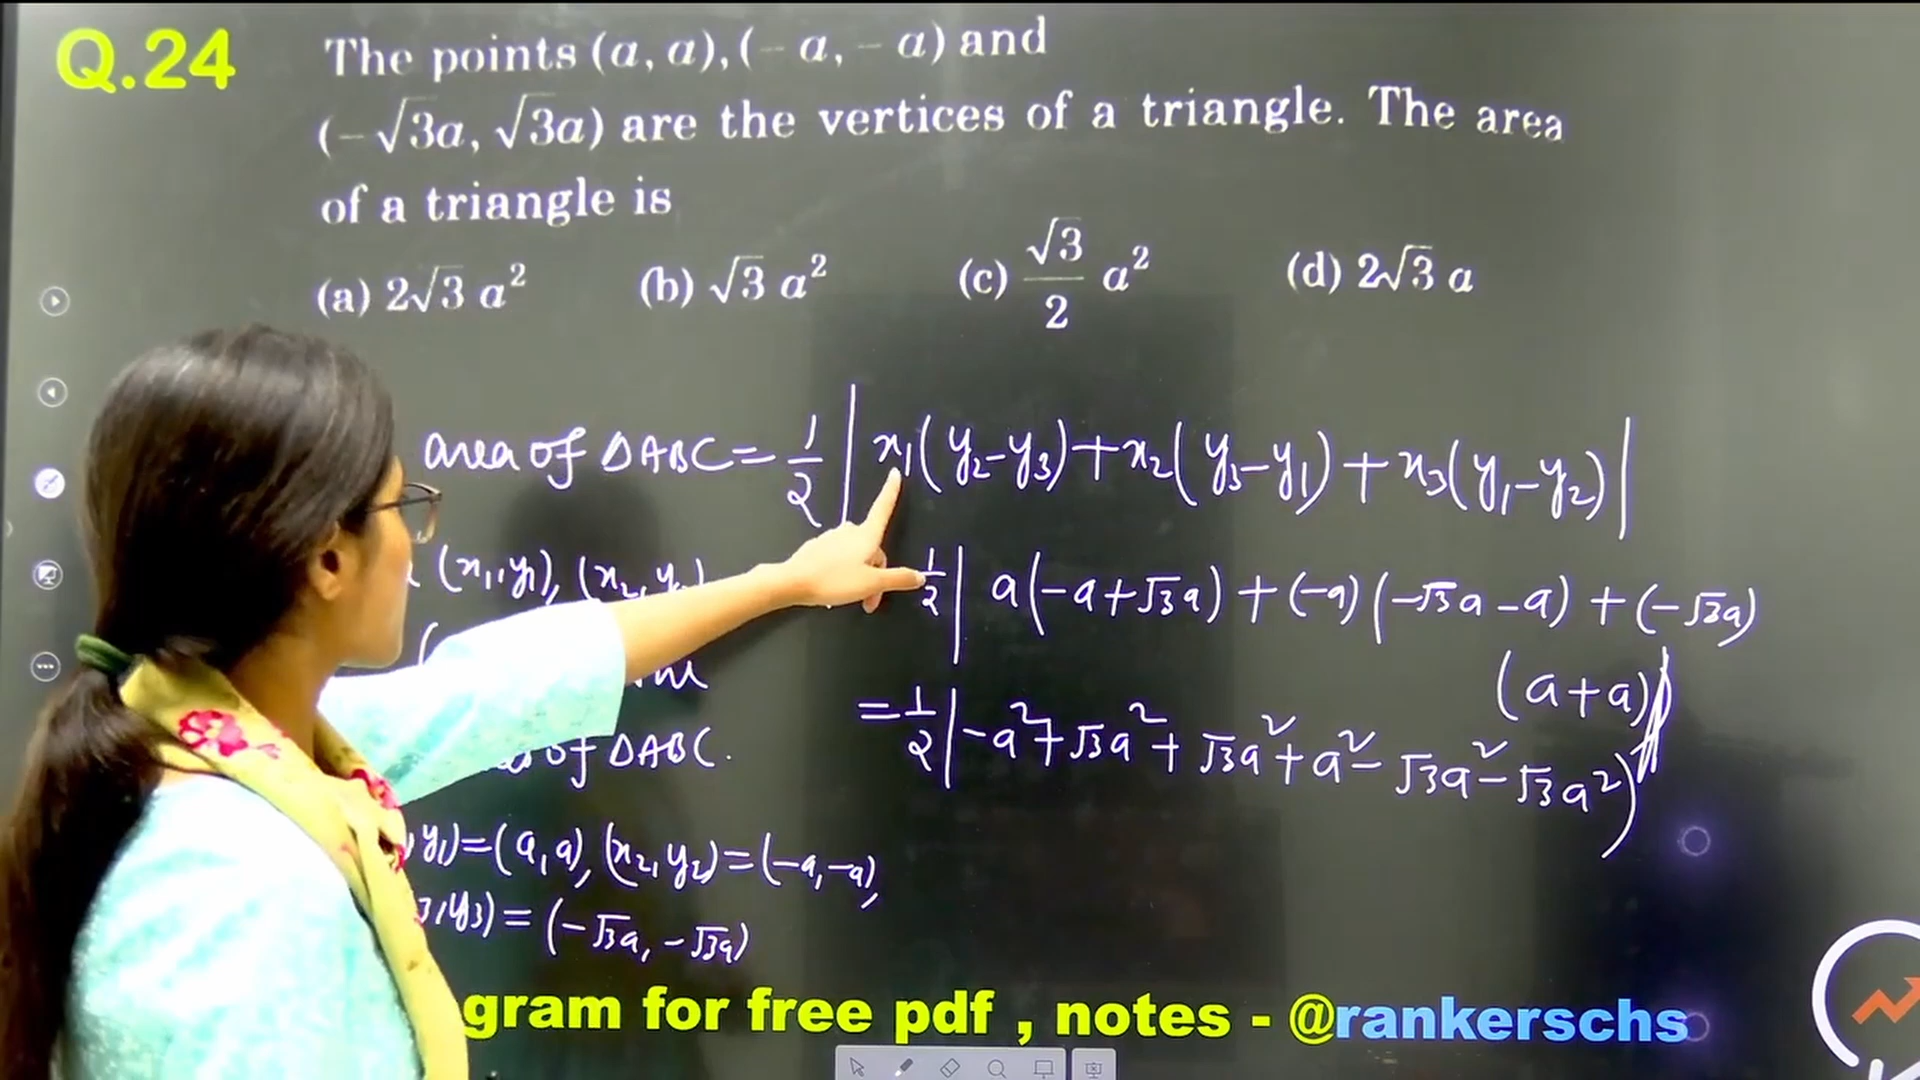 Q.24
The points (a, a), (- a, - a) and
(-√3a, √3a) are the vertices of a triangle. The area
of a triangle is
(a) 2√3 a² (b) √3 a² (c) √3/2 a² (d) 2√3 a
area of ΔABC = 1/2 | x₁(y₂-y₃)+x₂(y₃-y₁)+x₃(y₁-y₂)|
(x₁,y₁), (x₂,
1/2 | a(-a+√3a)+(-a)(-√3a-a)+(-√3a)
(a+a)|
= 1/2 |-a²+√3a²+√3a²+a²-√3a²-√3a²)
of ΔABC.
y₁)=(a,a), (x₂,y₂)=(-a,-a),
y₃)=(-√3a,-√3a)
gram for free pdf , notes - @rankerschs